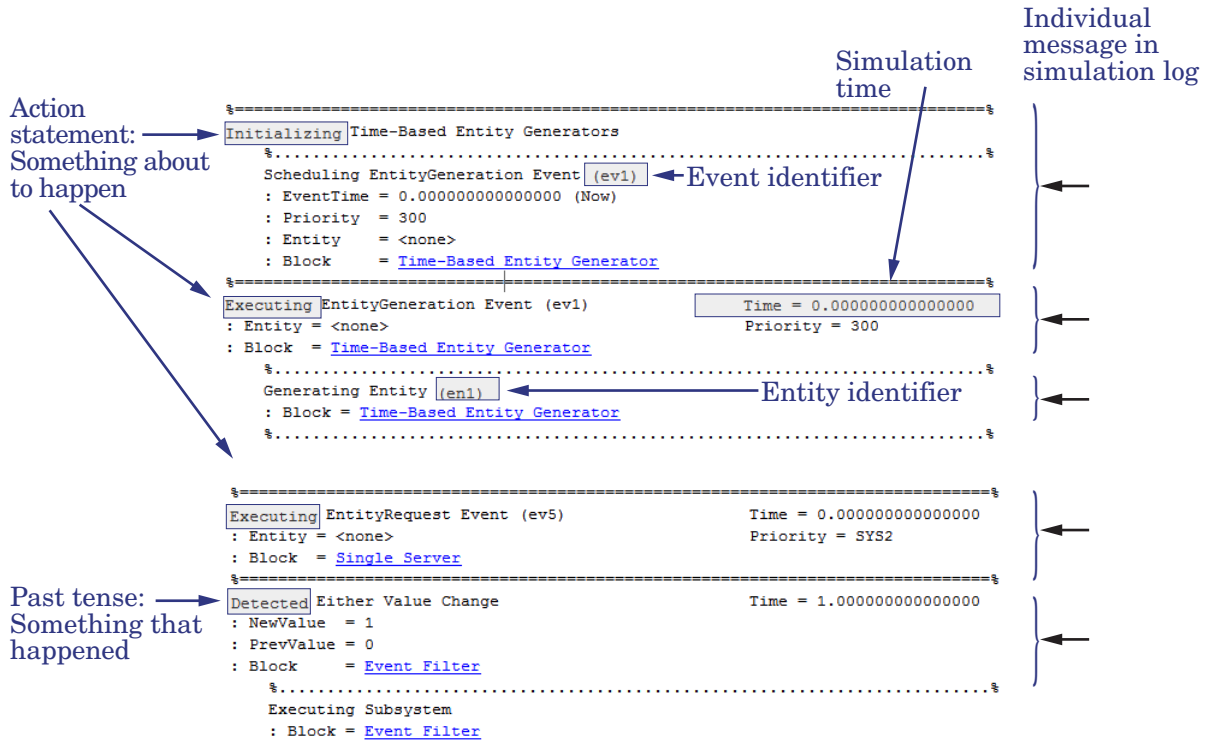 Individual
message in
simulation log
Simulation
time
Action
statement:
Something about
to happen
%==============================================================================%
Initializing Time-Based Entity Generators
%..........................................................................%
Scheduling EntityGeneration Event (ev1)
Event identifier
: EventTime = 0.000000000000000 (Now)
: Priority = 300
: Entity = <none>
: Block = Time-Based Entity Generator
%==============================================================================%
Executing EntityGeneration Event (ev1) Time = 0.000000000000000
: Entity = <none> Priority = 300
: Block = Time-Based Entity Generator
%..........................................................................%
Generating Entity (en1)
Entity identifier
: Block = Time-Based Entity Generator
%..........................................................................%
%==============================================================================%
Executing EntityRequest Event (ev5) Time = 0.000000000000000
: Entity = <none> Priority = SYS2
: Block = Single Server
%==============================================================================%
Past tense:
Something that
happened
Detected Either Value Change Time = 1.000000000000000
: NewValue = 1
: PrevValue = 0
: Block = Event Filter
%..........................................................................%
Executing Subsystem
: Block = Event Filter